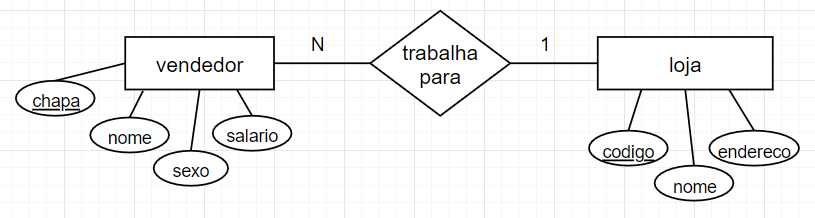 vendedor
N
trabalha
para
1
loja
chapa
nome
sexo
salario
codigo
nome
endereco